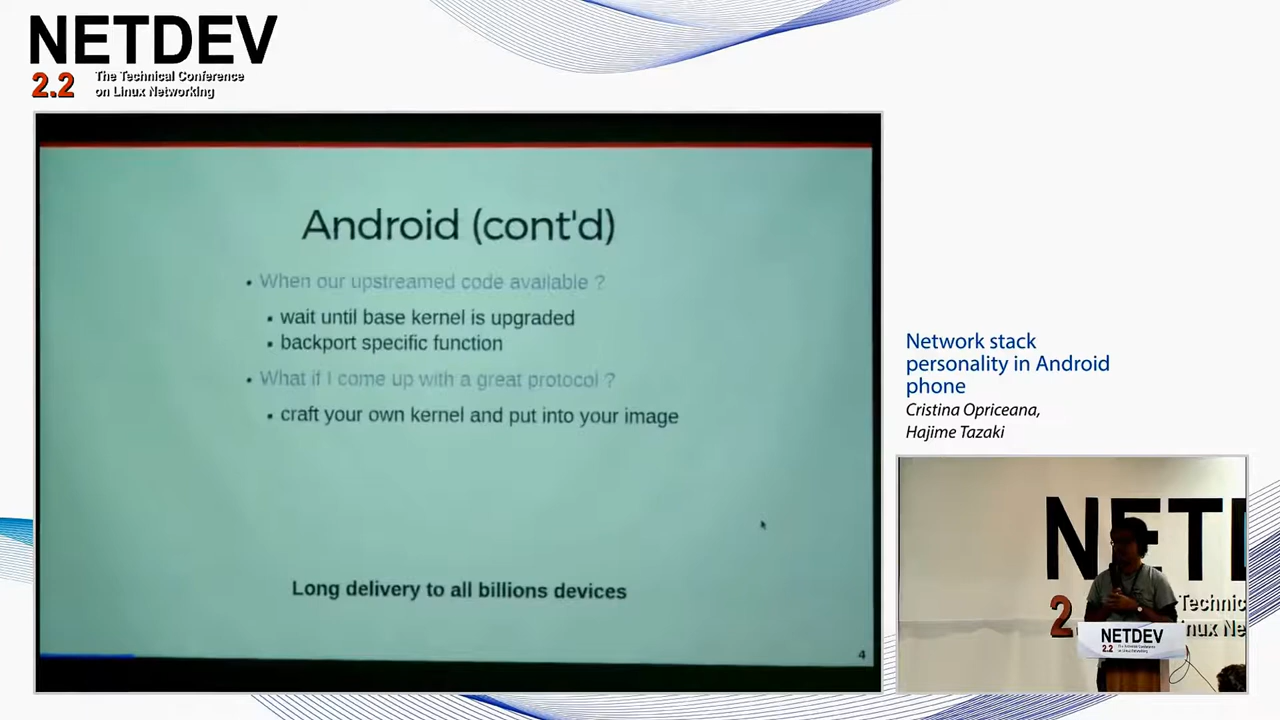 NETDEV
2.2 The Technical Conference
on Linux Networking
Android (cont'd)
• When our upstreamed code available ?
• wait until base kernel is upgraded
• backport specific function
• What if I come up with a great protocol ?
• craft your own kernel and put into your image
Long delivery to all billions devices
4
Network stack
personality in Android
phone
Cristina Opriceana,
Hajime Tazaki
NET
2. Technic
inux Ne
NETDEV
2.2